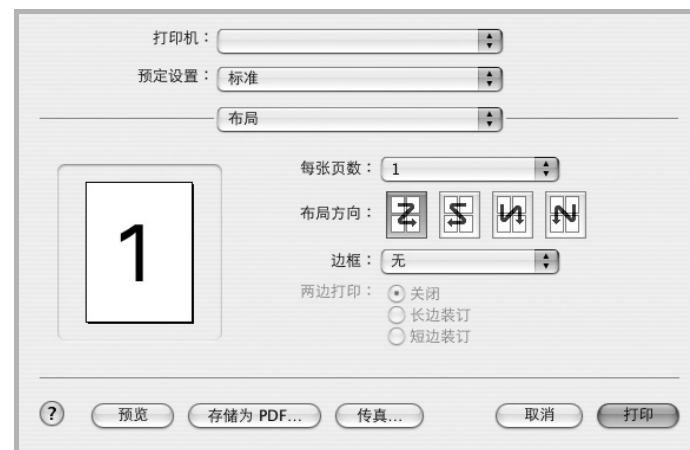 打印机：
预定设置： 标准
布局
每张页数： 1
布局方向：
1
边框： 无
两边打印： 关闭
长边装订
短边装订
? 预览 存储为 PDF... 传真... 取消 打印